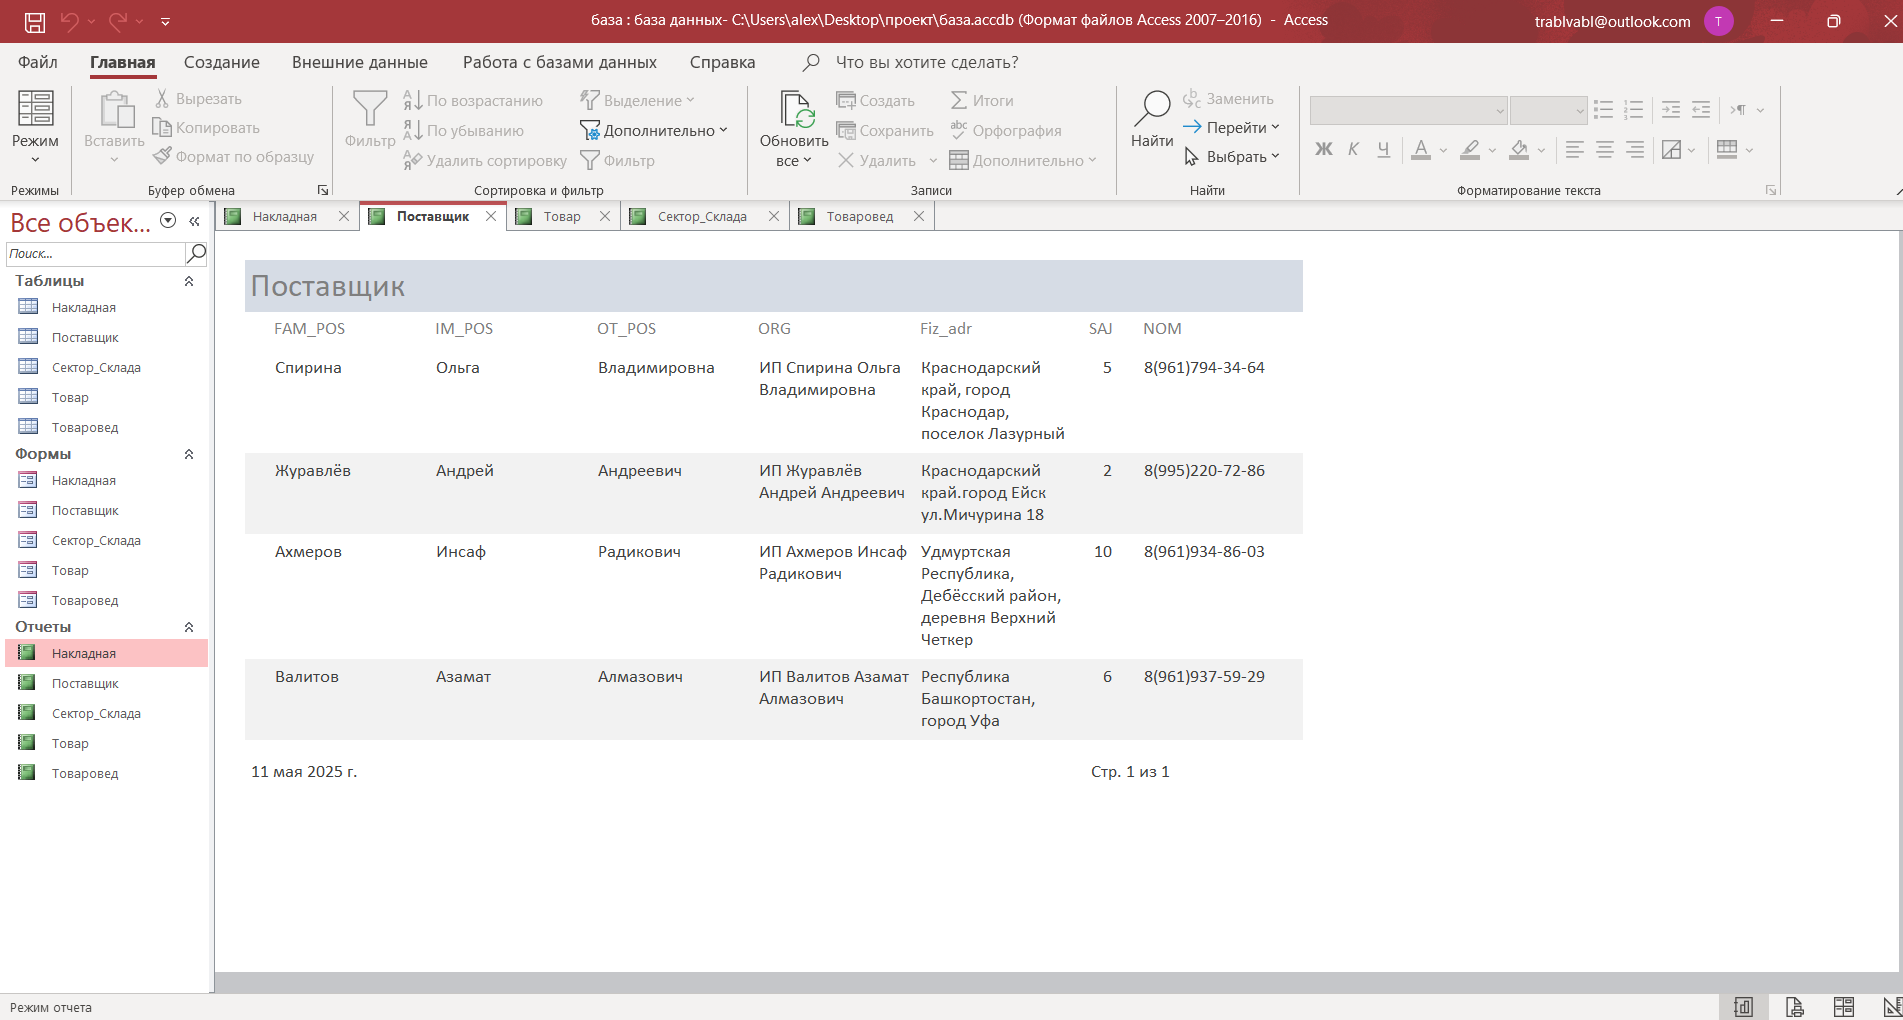 база : база данных- C:\Users\alex\Desktop\проект\база.accdb (Формат файлов Access 2007–2016) - Access
trablvabl@outlook.com
T
Файл Главная Создание Внешние данные Работа с базами данных Справка Что вы хотите сделать?
Режим
Режимы
Вставить
Вырезать
Копировать
Формат по образцу
Буфер обмена
Фильтр
По возрастанию
По убыванию
Удалить сортировку
Выделение
Дополнительно
Фильтр
Сортировка и фильтр
Обновить
все
Создать
Сохранить
Удалить
Итоги
Орфография
Дополнительно
Записи
Найти
Заменить
Перейти
Выбрать
Найти
Ж К Ч А
Форматирование текста
Все объек...
Поиск...
Таблицы
Накладная
Поставщик
Сектор_Склада
Товар
Товаровед
Формы
Накладная
Поставщик
Сектор_Склада
Товар
Товаровед
Отчеты
Накладная
Поставщик
Сектор_Склада
Товар
Товаровед
Накладная Поставщик Товар Сектор_Склада Товаровед
Поставщик
FAM_POS IM_POS OT_POS ORG Fiz_adr SAJ NOM
Спирина Ольга Владимировна ИП Спирина Ольга Краснодарский 5 8(961)794-34-64
Владимировна край, город
Краснодар,
поселок Лазурный
Журавлёв Андрей Андреевич ИП Журавлёв Краснодарский 2 8(995)220-72-86
Андрей Андреевич край.город Ейск
ул.Мичурина 18
Ахмеров Инсаф Радикович ИП Ахмеров Инсаф Удмуртская 10 8(961)934-86-03
Радикович Республика,
Дебёсский район,
деревня Верхний
Четкер
Валитов Азамат Алмазович ИП Валитов Азамат Республика 6 8(961)937-59-29
Алмазович Башкортостан,
город Уфа
11 мая 2025 г. Стр. 1 из 1
Режим отчета